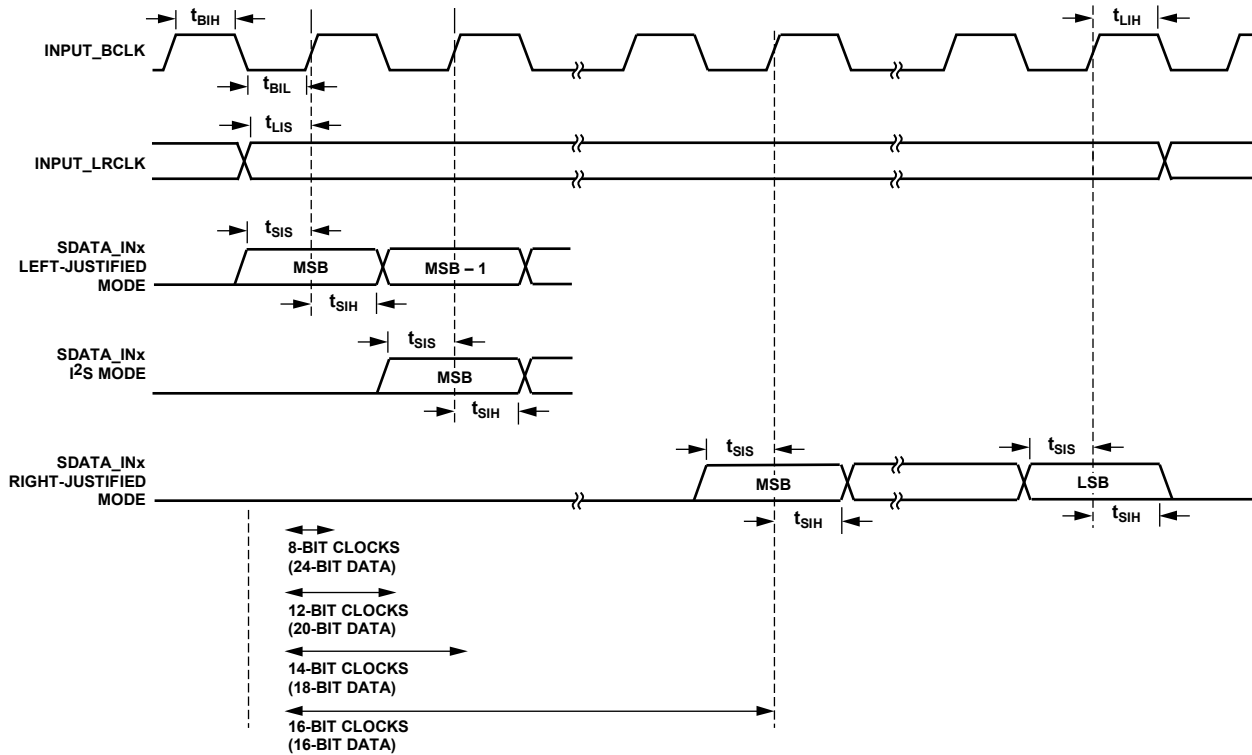 tBIH
tLIH
INPUT_BCLK
tBIL
tLIS
INPUT_LRCLK
tSIS
SDATA_INx
LEFT-JUSTIFIED
MODE
MSB
MSB – 1
tSIH
tSIS
SDATA_INx
I2S MODE
MSB
tSIH
tSIS
tSIS
SDATA_INx
RIGHT-JUSTIFIED
MODE
MSB
LSB
tSIH
tSIH
8-BIT CLOCKS
(24-BIT DATA)
12-BIT CLOCKS
(20-BIT DATA)
14-BIT CLOCKS
(18-BIT DATA)
16-BIT CLOCKS
(16-BIT DATA)